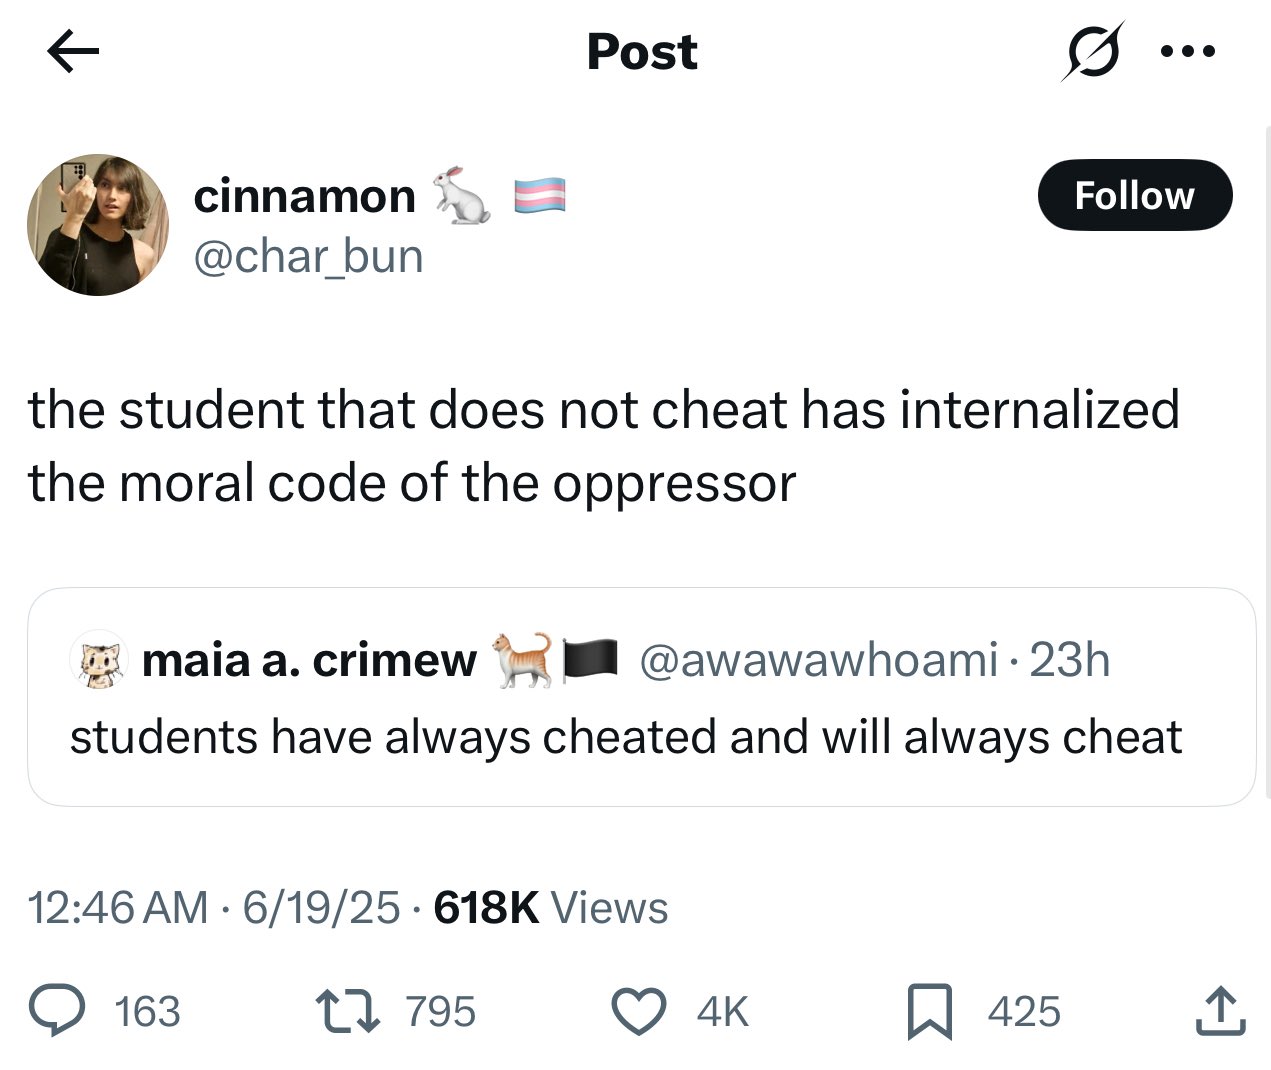 Post
cinnamon 🐇 🏳️‍⚧️
Follow
@char_bun
the student that does not cheat has internalized
the moral code of the oppressor
maia a. crimew 🐈🏴 @awawawhoami · 23h
students have always cheated and will always cheat
12:46 AM · 6/19/25 · 618K Views
163 795 4K 425